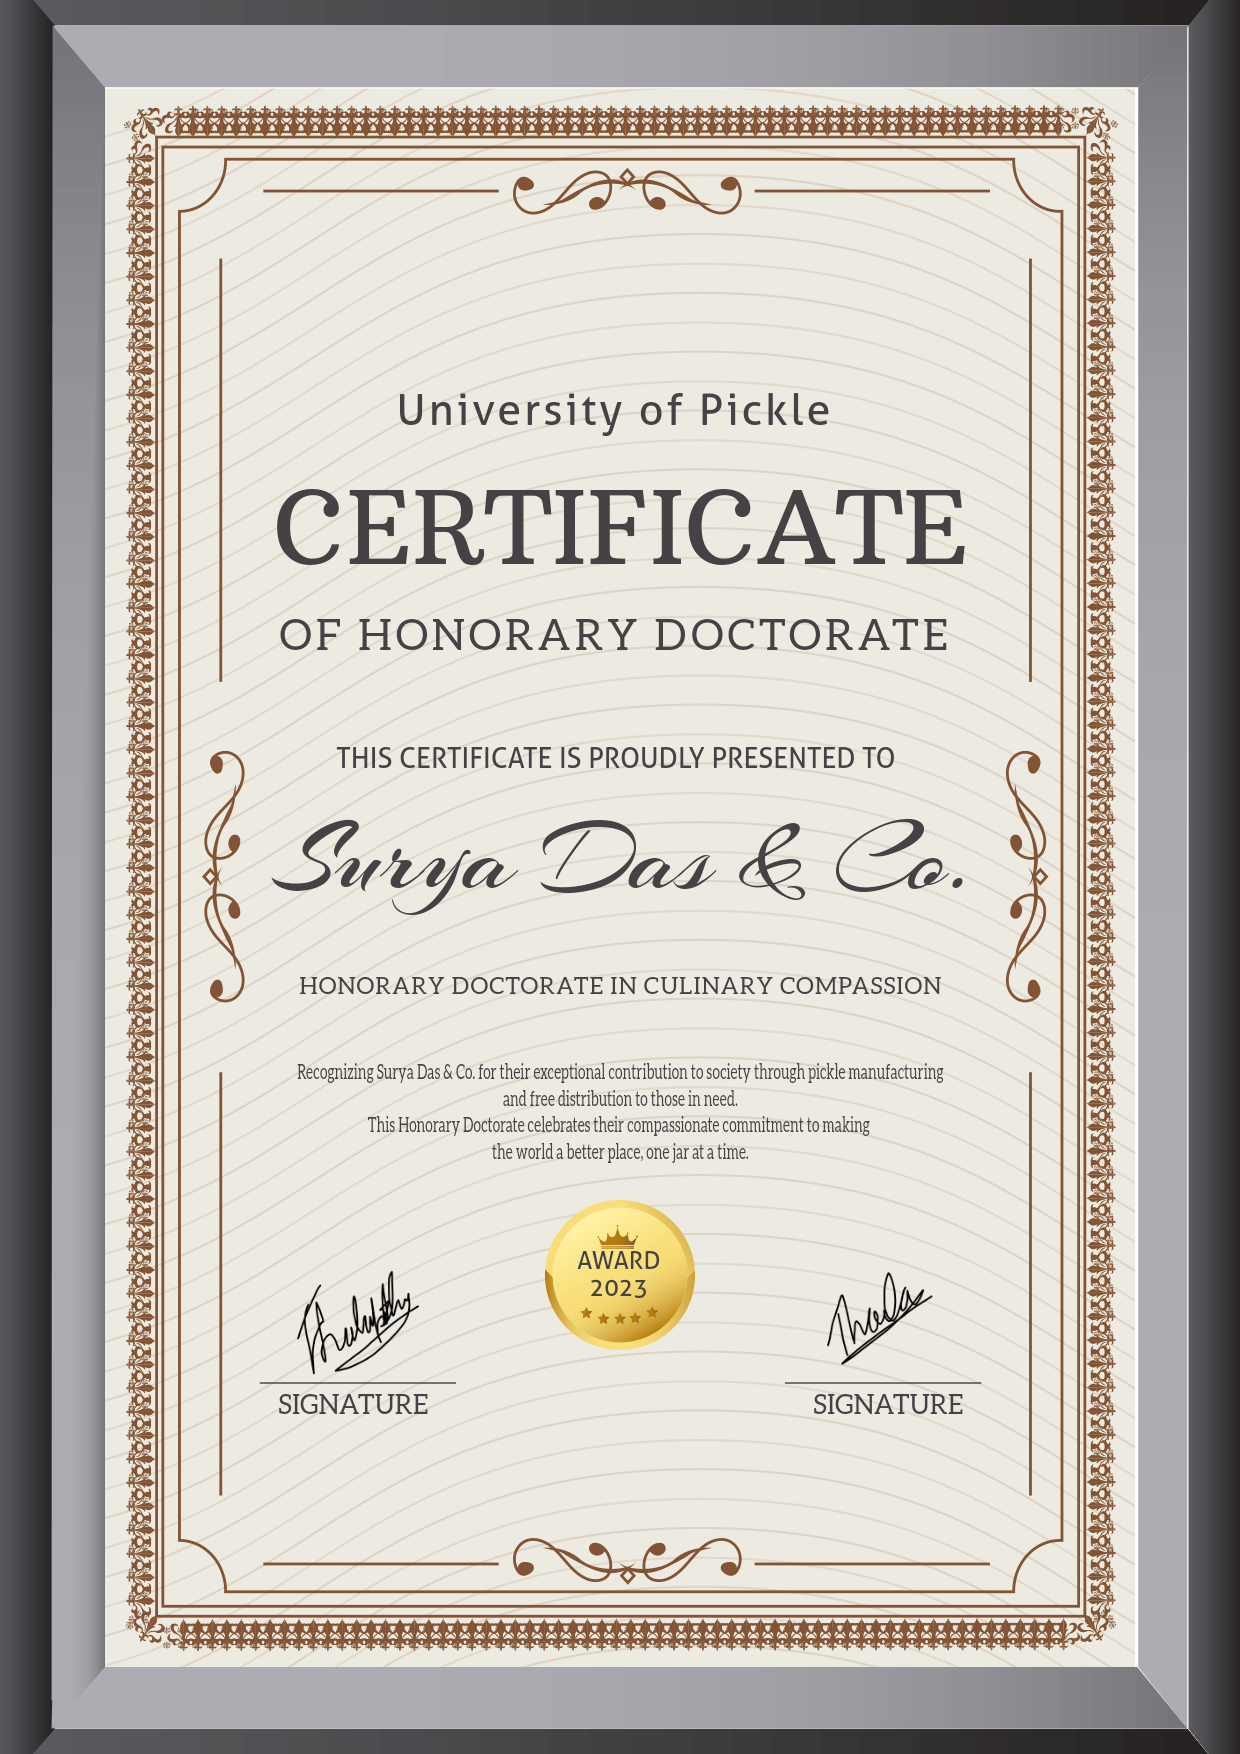 University of Pickle
CERTIFICATE
OF HONORARY DOCTORATE
THIS CERTIFICATE IS PROUDLY PRESENTED TO
Surya Das & Co.
HONORARY DOCTORATE IN CULINARY COMPASSION
Recognizing Surya Das & Co. for their exceptional contribution to society through pickle manufacturing
and free distribution to those in need.
This Honorary Doctorate celebrates their compassionate commitment to making
the world a better place, one jar at a time.
AWARD
2023
SIGNATURE
SIGNATURE